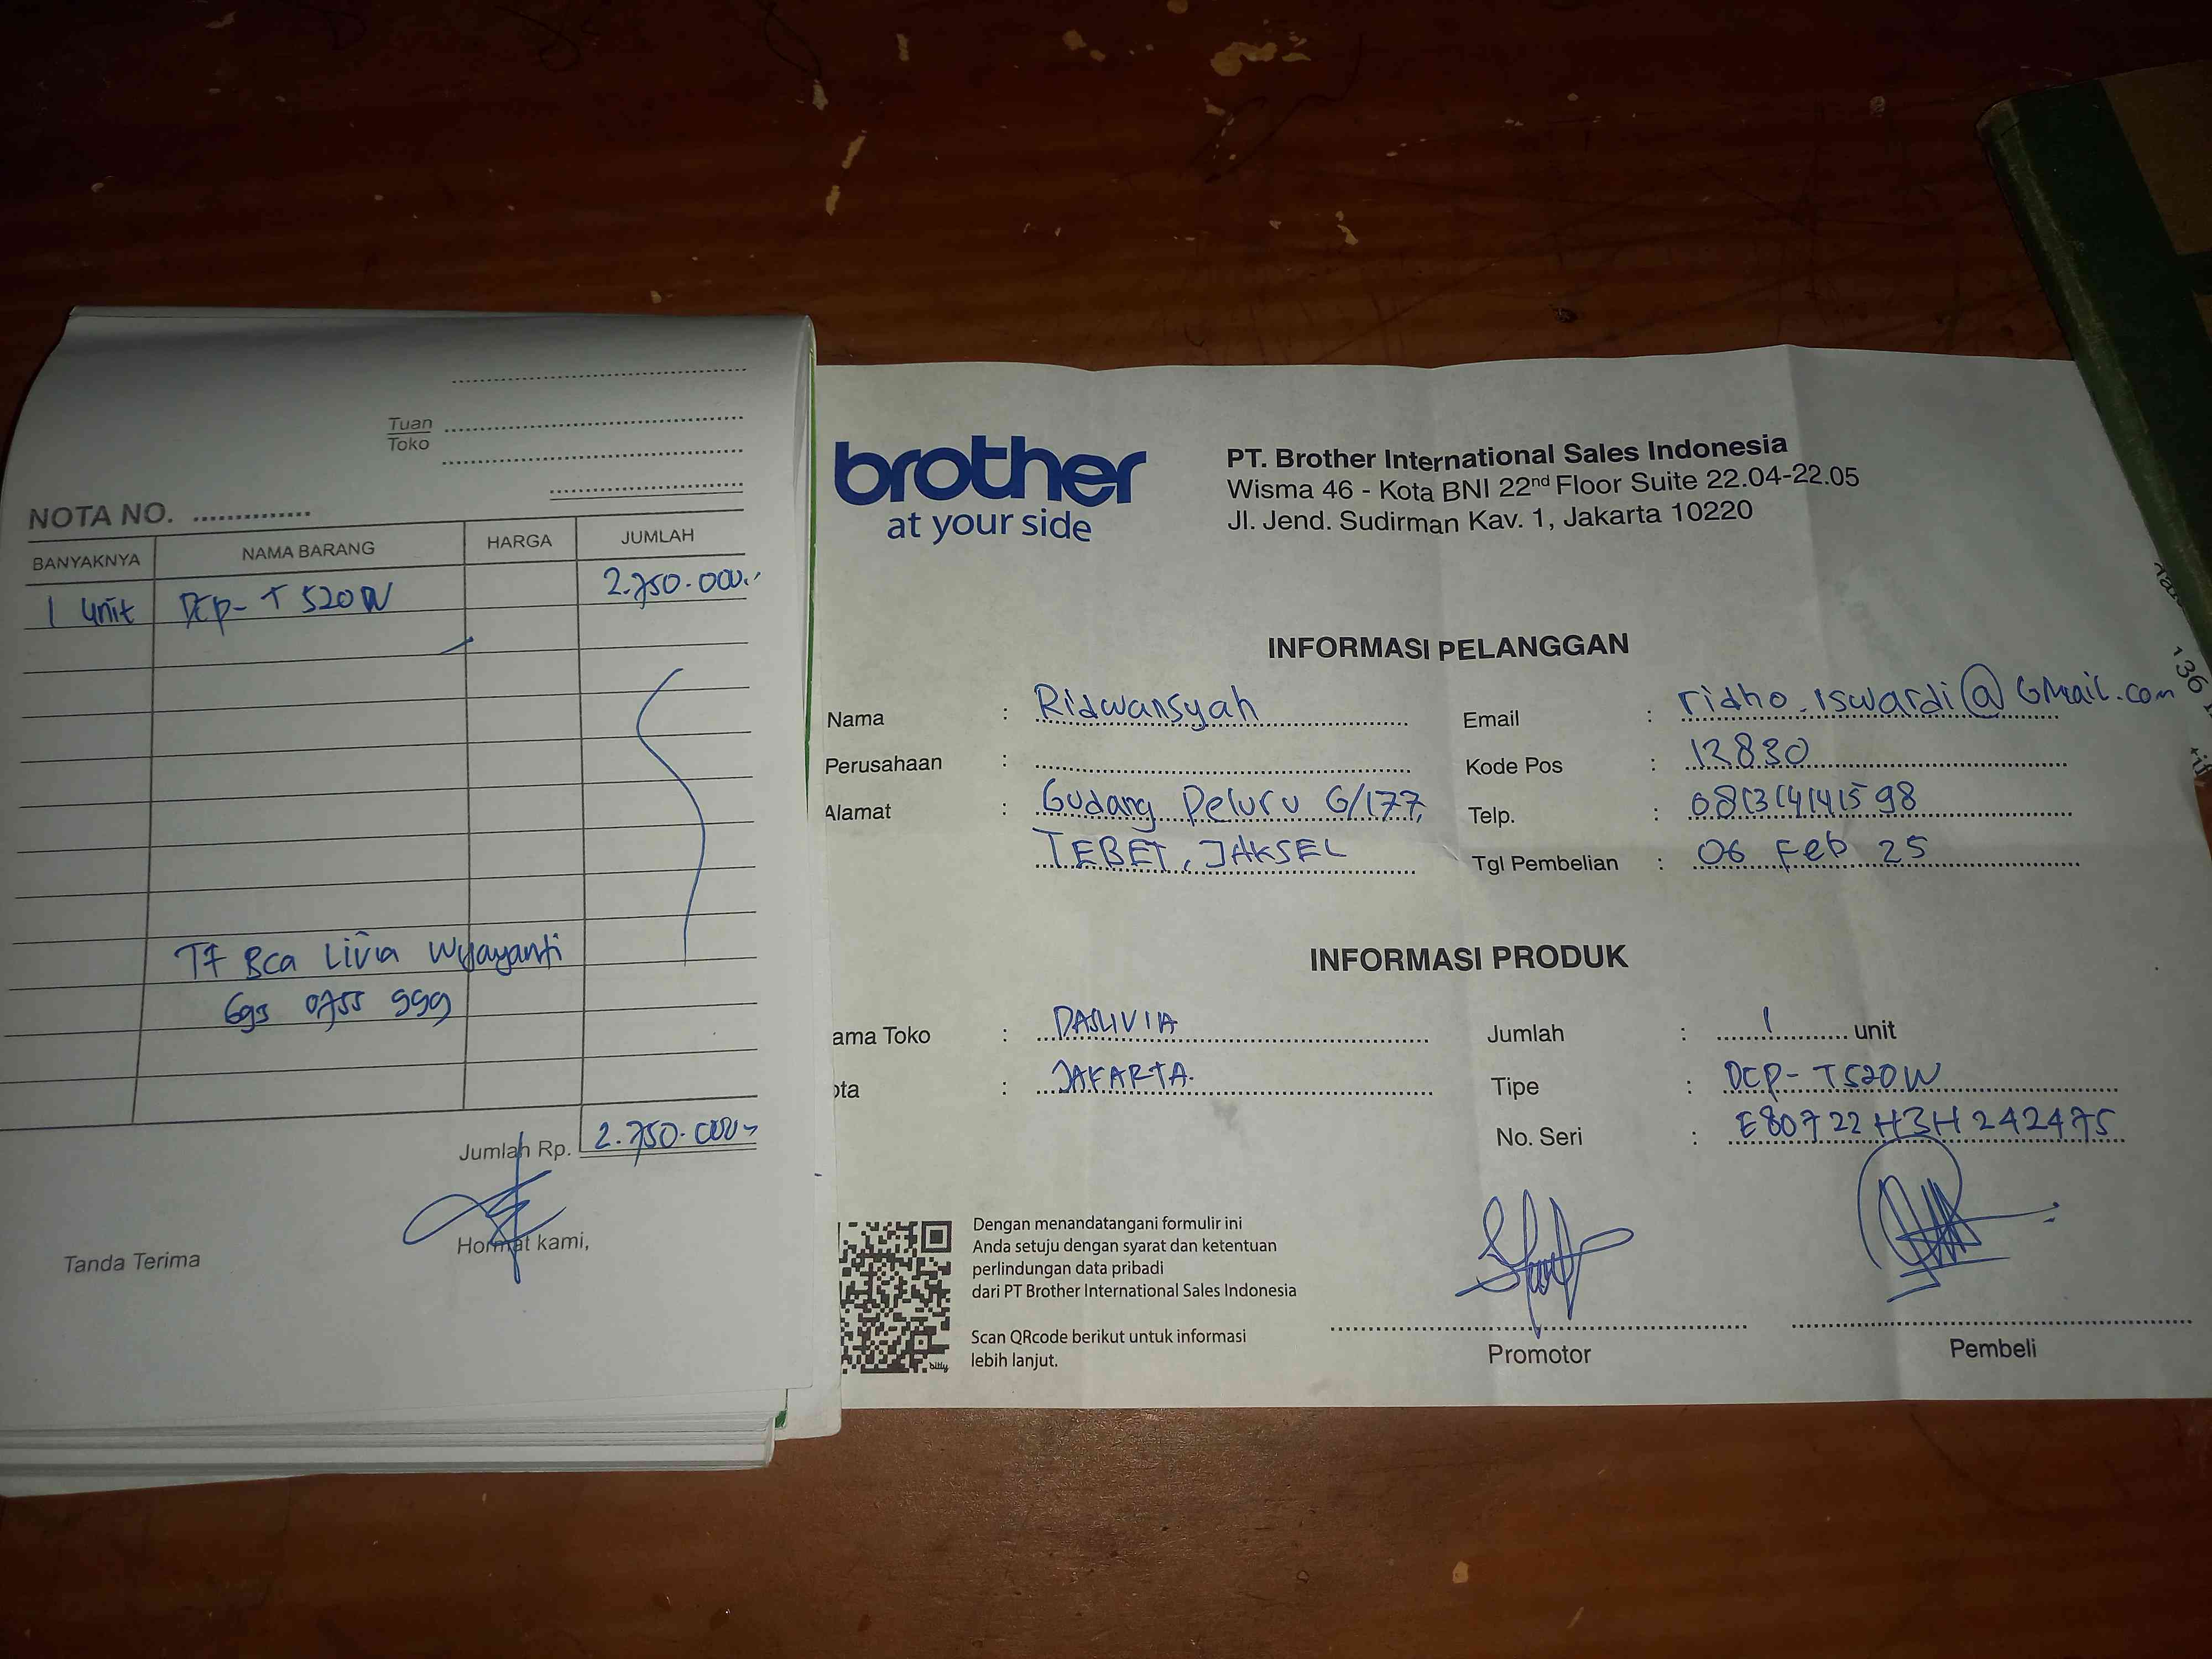 Tuan
Toko
NOTA NO. ..............
BANYAKNYA NAMA BARANG HARGA JUMLAH
1 unit DCP-T520W 2.750.000,-
TF BCA Livia Wijayanti
693 0755 999
Jumlah Rp. 2.750.000,-
Tanda Terima Hormat kami,
brother
at your side
PT. Brother International Sales Indonesia
Wisma 46 - Kota BNI 22nd Floor Suite 22.04-22.05
Jl. Jend. Sudirman Kav. 1, Jakarta 10220
INFORMASI PELANGGAN
Nama : Ridwansyah
Perusahaan :
Alamat : Gudang Peluru G/177,
TEBET, JAKSEL
Email : ridho.iswardi@Gmail.com
Kode Pos : 12830
Telp. : 081314141598
Tgl Pembelian : 06 Feb 25
INFORMASI PRODUK
ama Toko : DASLIVIA
ota : JAKARTA.
Jumlah : 1 unit
Tipe : DCP-T520W
No. Seri : E80722H3H242475
Dengan menandatangani formulir ini
Anda setuju dengan syarat dan ketentuan
perlindungan data pribadi
dari PT Brother International Sales Indonesia
Scan QRcode berikut untuk informasi
lebih lanjut.
bitly
Promotor
Pembeli
136